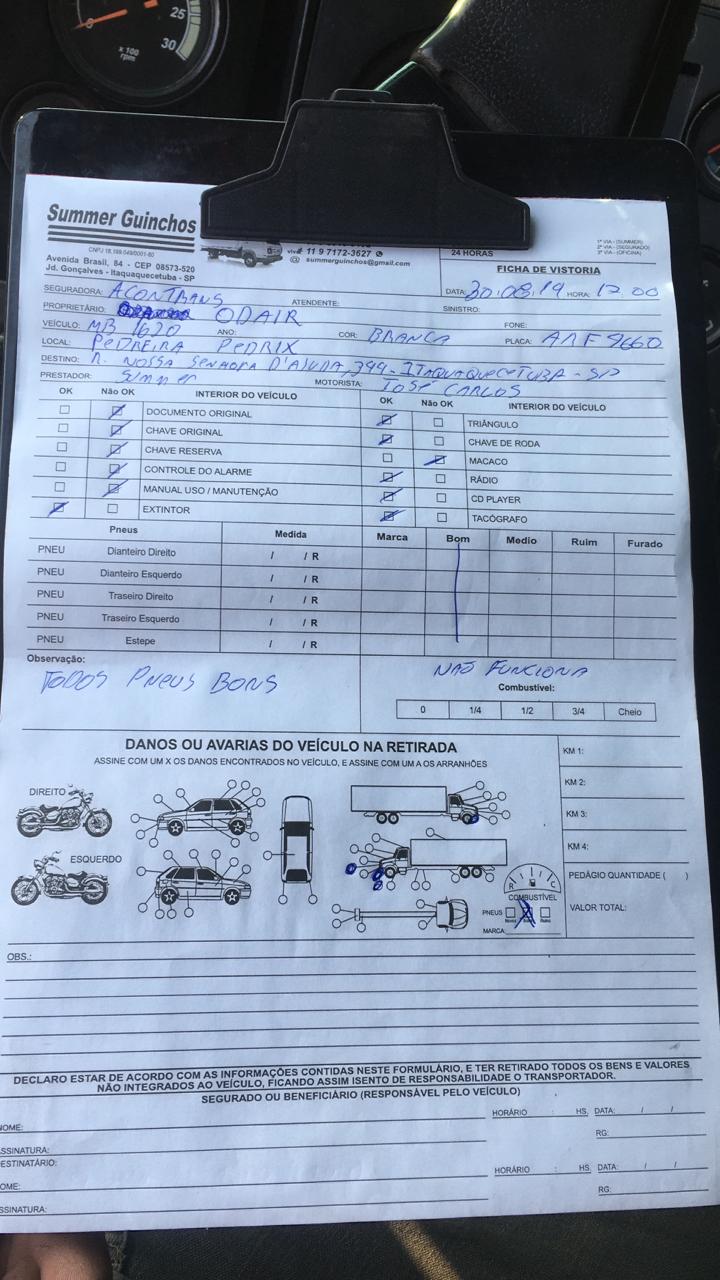 25
30
x 100
rpm
Summer Guinchos
CNPJ 18.199.549/0001-80
Avenida Brasil, 84 - CEP 08573-520
Jd. Gonçalves - Itaquaquecetuba - SP
11 9 7172-3627
summerguinchos@gmail.com
24 HORAS
1ª VIA - (SUMMER)
2ª VIA - (SEGURADO)
3ª VIA - (OFICINA)
FICHA DE VISTORIA
SEGURADORA: ACONTRANS ATENDENTE: DATA: 30.08.19 HORA: 12.00
PROPRIETÁRIO: ODAIR SINISTRO:
VEÍCULO: MB 1620 ANO: COR: BRANCA FONE:
LOCAL: PEDREIRA PEDRIX PLACA: 9660
DESTINO: R. NOSSA SENHORA D'AJUDA, 399 - ITAQUAQUECETUBA - SP
PRESTADOR: Summer MOTORISTA: JOSÉ CARLOS
OK Não OK INTERIOR DO VEÍCULO OK Não OK INTERIOR DO VEÍCULO
DOCUMENTO ORIGINAL TRIÂNGULO
CHAVE ORIGINAL CHAVE DE RODA
CHAVE RESERVA MACACO
CONTROLE DO ALARME RÁDIO
MANUAL USO / MANUTENÇÃO CD PLAYER
EXTINTOR TACÓGRAFO
Pneus Medida Marca Bom Medio Ruim Furado
PNEU Dianteiro Direito / / R
PNEU Dianteiro Esquerdo / / R
PNEU Traseiro Direito / / R
PNEU Traseiro Esquerdo / / R
PNEU Estepe / / R
Observação:
TODOS PNEUS BONS
NÃO FUNCIONA
Combustível:
0 1/4 1/2 3/4 Cheio
DANOS OU AVARIAS DO VEÍCULO NA RETIRADA
ASSINE COM UM X OS DANOS ENCONTRADOS NO VEÍCULO, E ASSINE COM UM A OS ARRANHÕES
DIREITO
ESQUERDO
R C
COMBUSTÍVEL
PNEUS
MARCA
KM 1:
KM 2:
KM 3:
KM 4:
PEDÁGIO QUANTIDADE ( )
VALOR TOTAL:
OBS.:
DECLARO ESTAR DE ACORDO COM AS INFORMAÇÕES CONTIDAS NESTE FORMULÁRIO, E TER RETIRADO TODOS OS BENS E VALORES
NÃO INTEGRADOS AO VEÍCULO, FICANDO ASSIM ISENTO DE RESPONSABILIDADE O TRANSPORTADOR.
SEGURADO OU BENEFICIÁRIO (RESPONSÁVEL PELO VEÍCULO)
HORÁRIO : HS. DATA: / /
NOME:
RG:
SSINATURA:
ESTINATÁRIO:
HORÁRIO : HS. DATA: / /
OME:
RG:
SSINATURA: